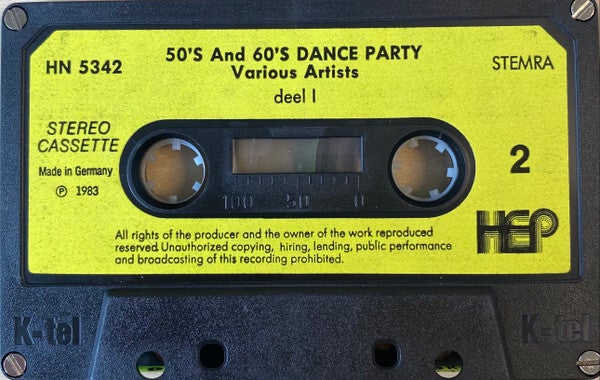 HN 5342
50'S And 60'S DANCE PARTY
Various Artists
deel I
STEMRA
STEREO
CASSETTE
Made in Germany
Ⓟ 1983
100 50 0
2
HEP
All rights of the producer and the owner of the work reproduced
reserved. Unauthorized copying, hiring, lending, public performance
and broadcasting of this recording prohibited.
K-tel
K-tel